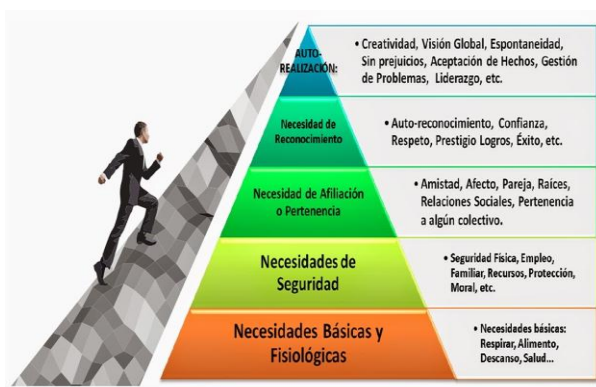 AUTO-
REALIZACIÓN:
• Creatividad, Visión Global, Espontaneidad,
Sin prejuicios, Aceptación de Hechos, Gestión
de Problemas, Liderazgo, etc.
Necesidad de
Reconocimiento
• Auto-reconocimiento, Confianza,
Respeto, Prestigio Logros, Éxito, etc.
Necesidad de Afiliación
o Pertenencia
• Amistad, Afecto, Pareja, Raíces,
Relaciones Sociales, Pertenencia
a algún colectivo.
Necesidades de
Seguridad
• Seguridad Física, Empleo,
Familiar, Recursos, Protección,
Moral, etc.
Necesidades Básicas y
Fisiológicas
• Necesidades básicas:
Respirar, Alimento,
Descanso, Salud...